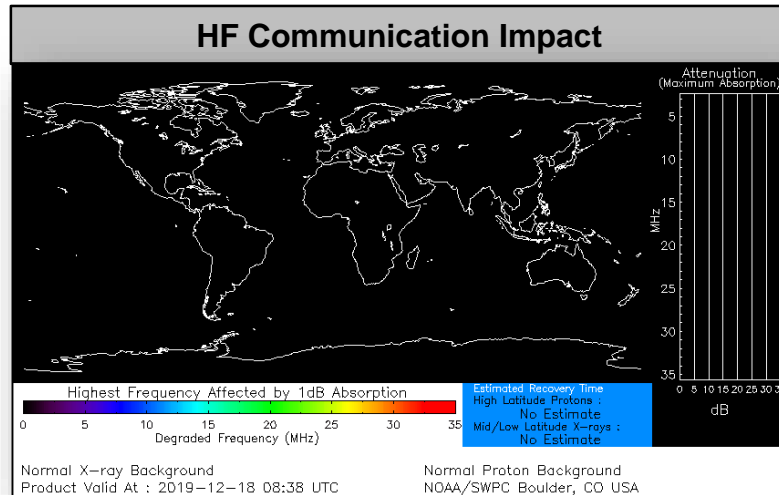 HF Communication Impact
Attenuation
(Maximum Absorption)
5
10
15
20
25
30
35
MHz
0 5 10 15 20 25 30 3
dB
Highest Frequency Affected by 1dB Absorption
0 5 10 15 20 25 30 35
Degraded Frequency (MHz)
Estimated Recovery Time
High Latitude Protons :
No Estimate
Mid/Low Latitude X-rays :
No Estimate
Normal X-ray Background
Normal Proton Background
Product Valid At : 2019-12-18 08:38 UTC
NOAA/SWPC Boulder, CO USA